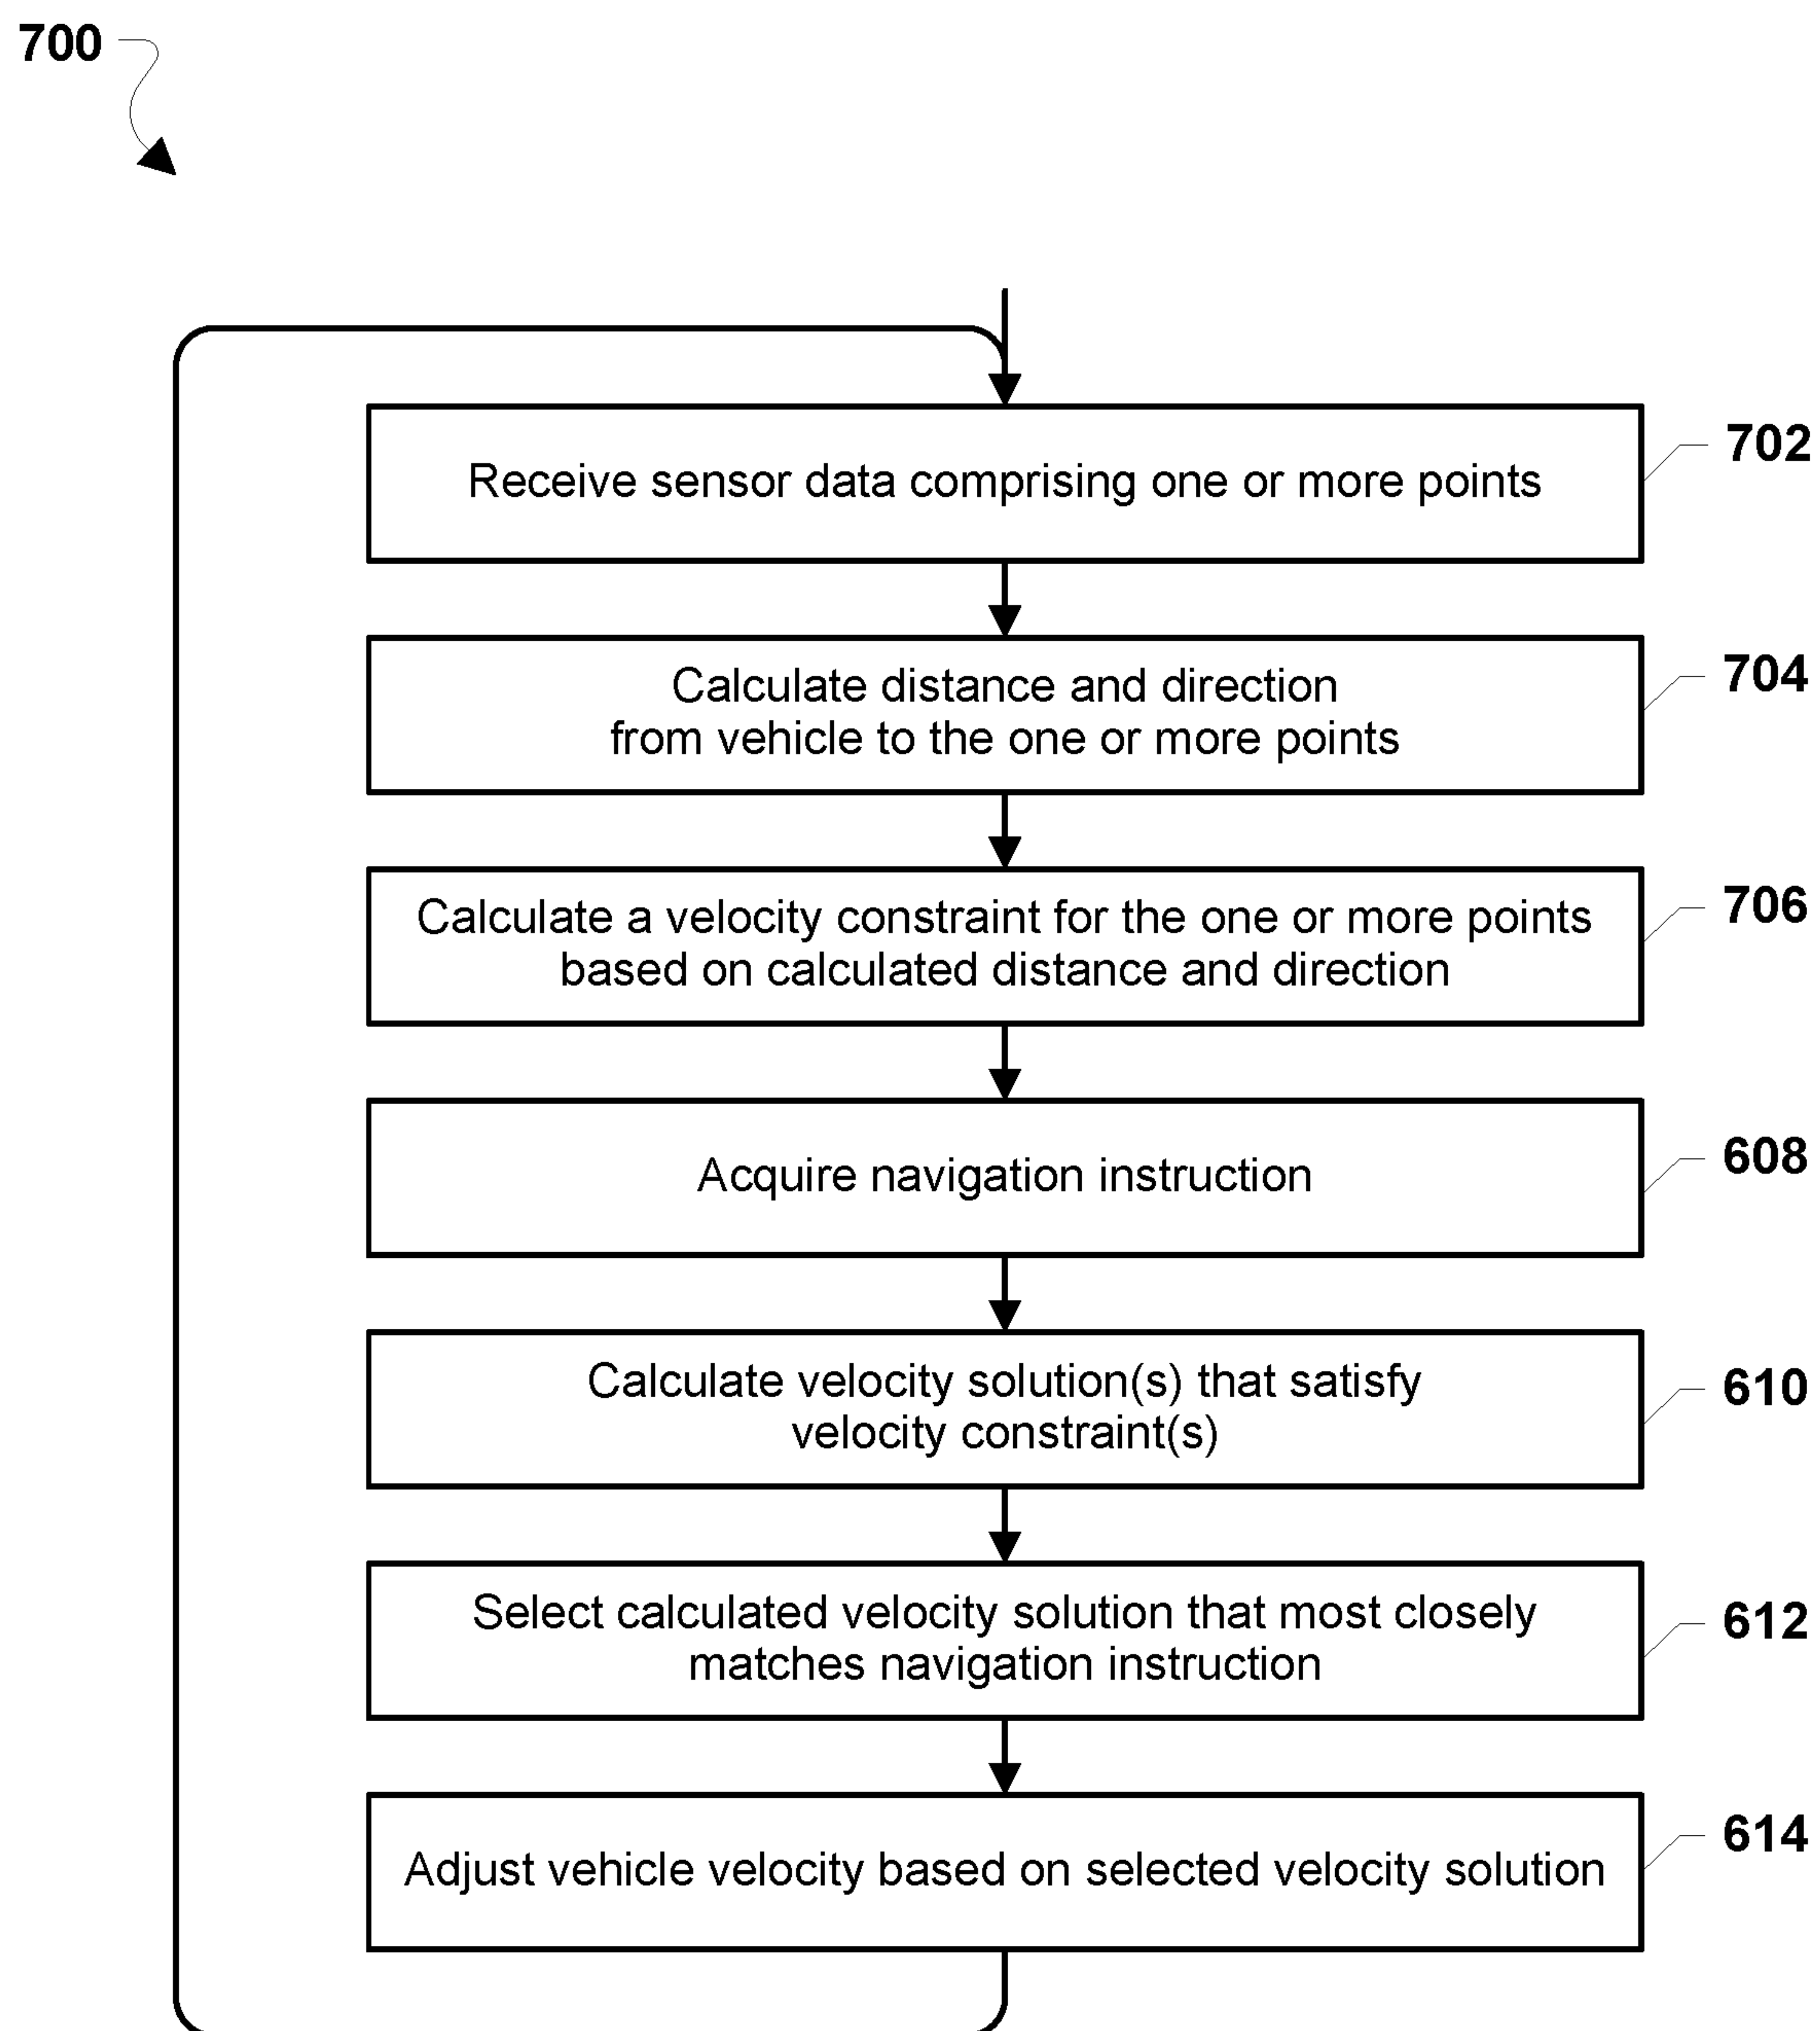 700
Receive sensor data comprising one or more points
702
Calculate distance and direction
from vehicle to the one or more points
704
Calculate a velocity constraint for the one or more points
based on calculated distance and direction
706
Acquire navigation instruction
608
Calculate velocity solution(s) that satisfy
velocity constraint(s)
610
Select calculated velocity solution that most closely
matches navigation instruction
612
Adjust vehicle velocity based on selected velocity solution
614